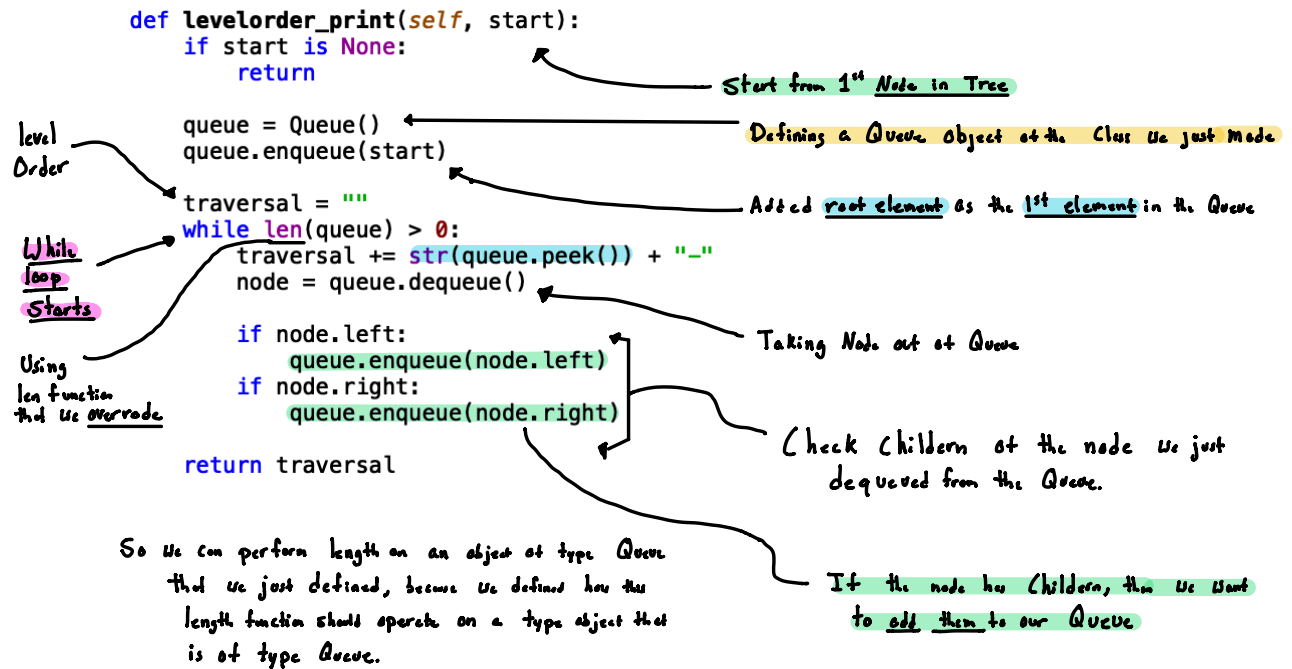 def levelorder_print(self, start):
if start is None:
return
Start from 1st Node in Tree
queue = Queue()
queue.enqueue(start)
Defining a Queue object of the Class we just made
level
Order
traversal = ""
Added root element as the 1st element in the Queue
while len(queue) > 0:
traversal += str(queue.peek()) + "-"
node = queue.dequeue()
While
loop
Starts
Taking Node out of Queue
if node.left:
queue.enqueue(node.left)
if node.right:
queue.enqueue(node.right)
Using
len function
that we overrode
Check Childern of the node we just
dequeued from the Queue.
return traversal
So we can perform length on an object of type Queue
that we just defined, because we defined how this
length function should operate on a type object that
is of type Queue.
If the node has Childern, then we want
to add them to our Queue